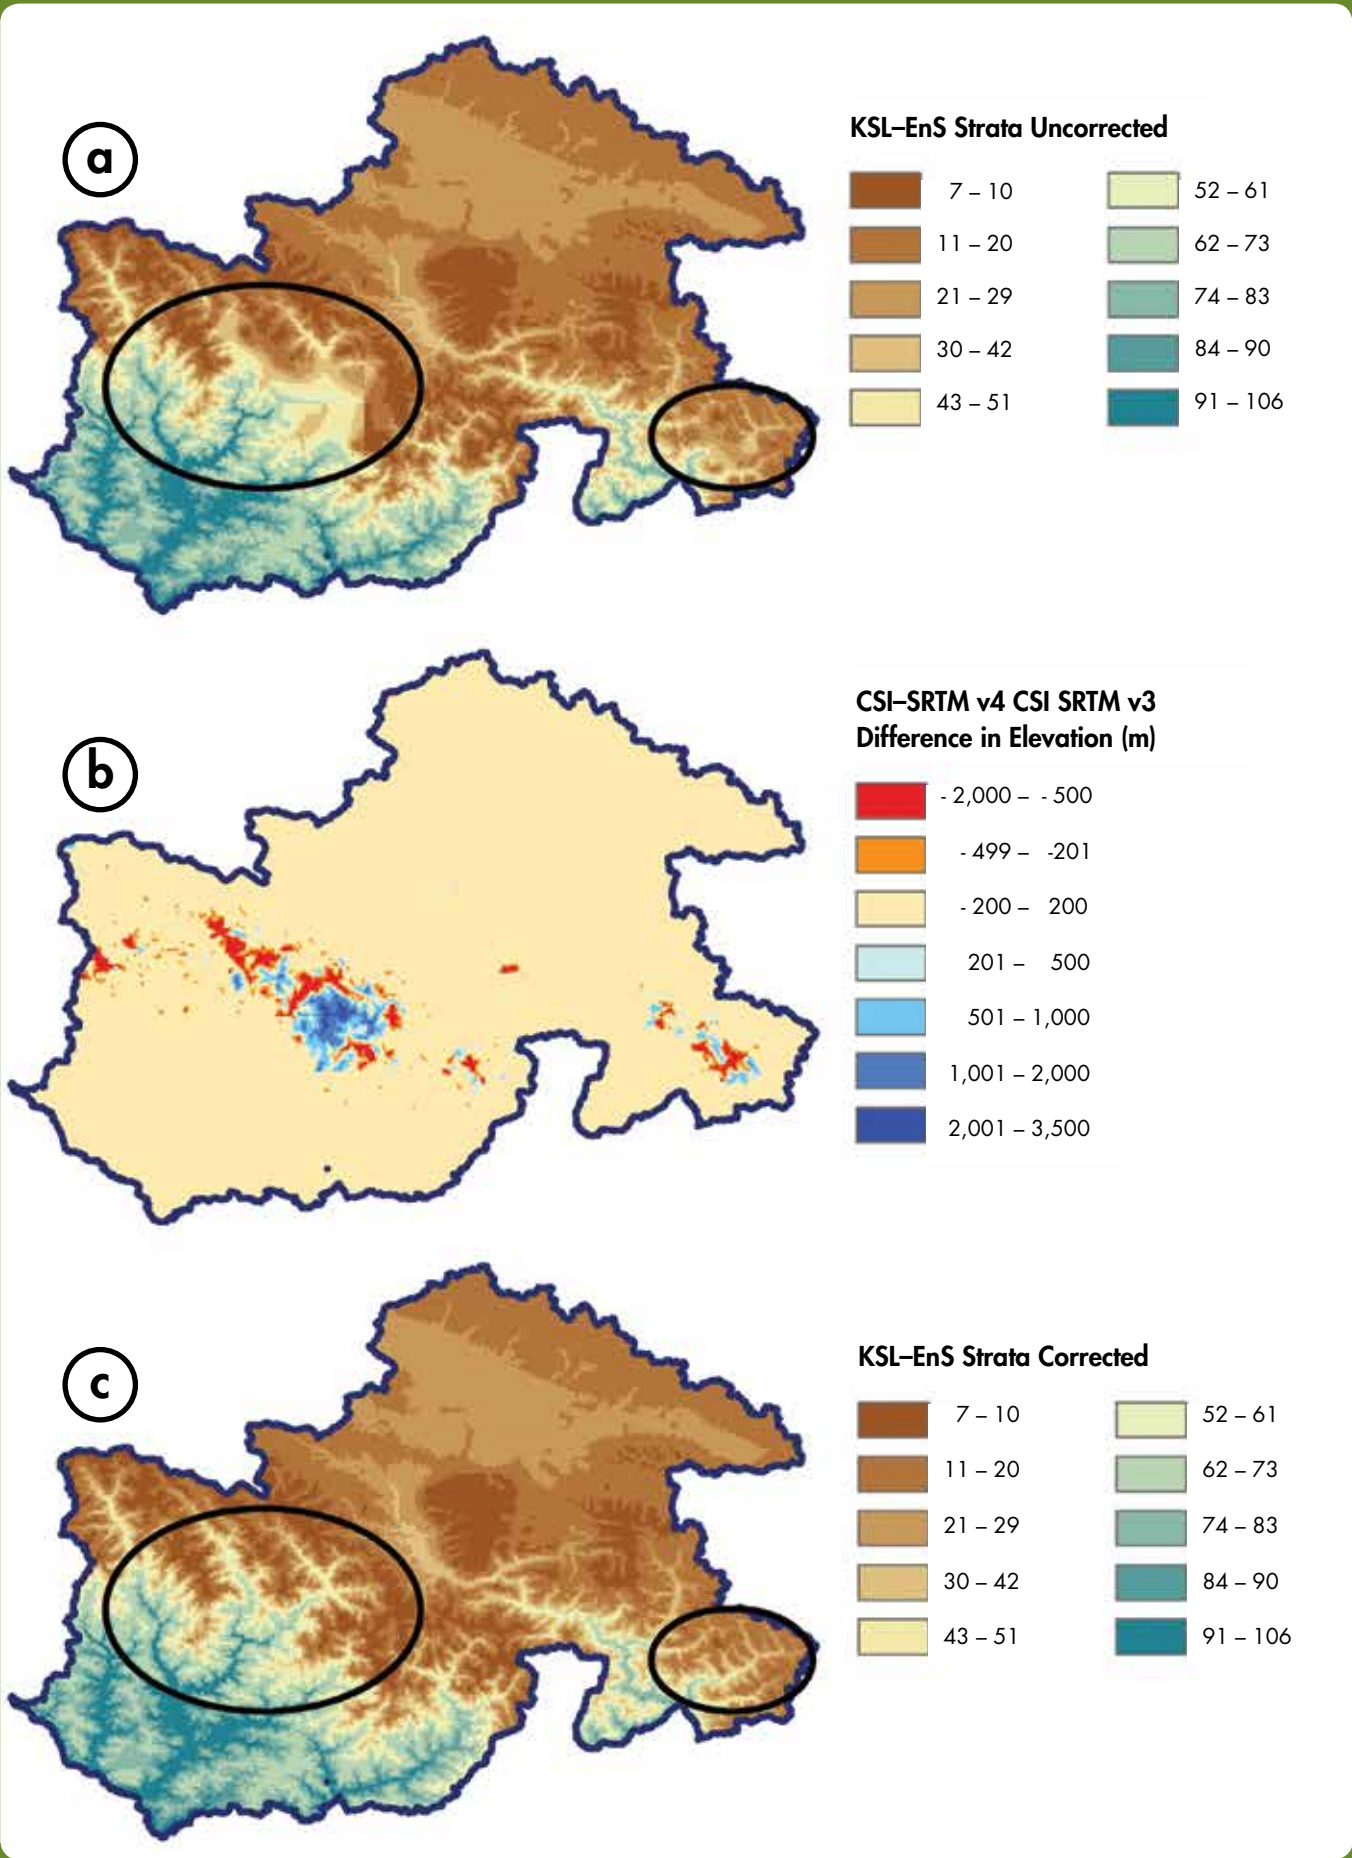 a
KSL–EnS Strata Uncorrected
7 – 10
11 – 20
21 – 29
30 – 42
43 – 51
52 – 61
62 – 73
74 – 83
84 – 90
91 – 106
b
CSI–SRTM v4 CSI SRTM v3
Difference in Elevation (m)
- 2,000 – - 500
- 499 – -201
- 200 – 200
201 – 500
501 – 1,000
1,001 – 2,000
2,001 – 3,500
c
KSL–EnS Strata Corrected
7 – 10
11 – 20
21 – 29
30 – 42
43 – 51
52 – 61
62 – 73
74 – 83
84 – 90
91 – 106